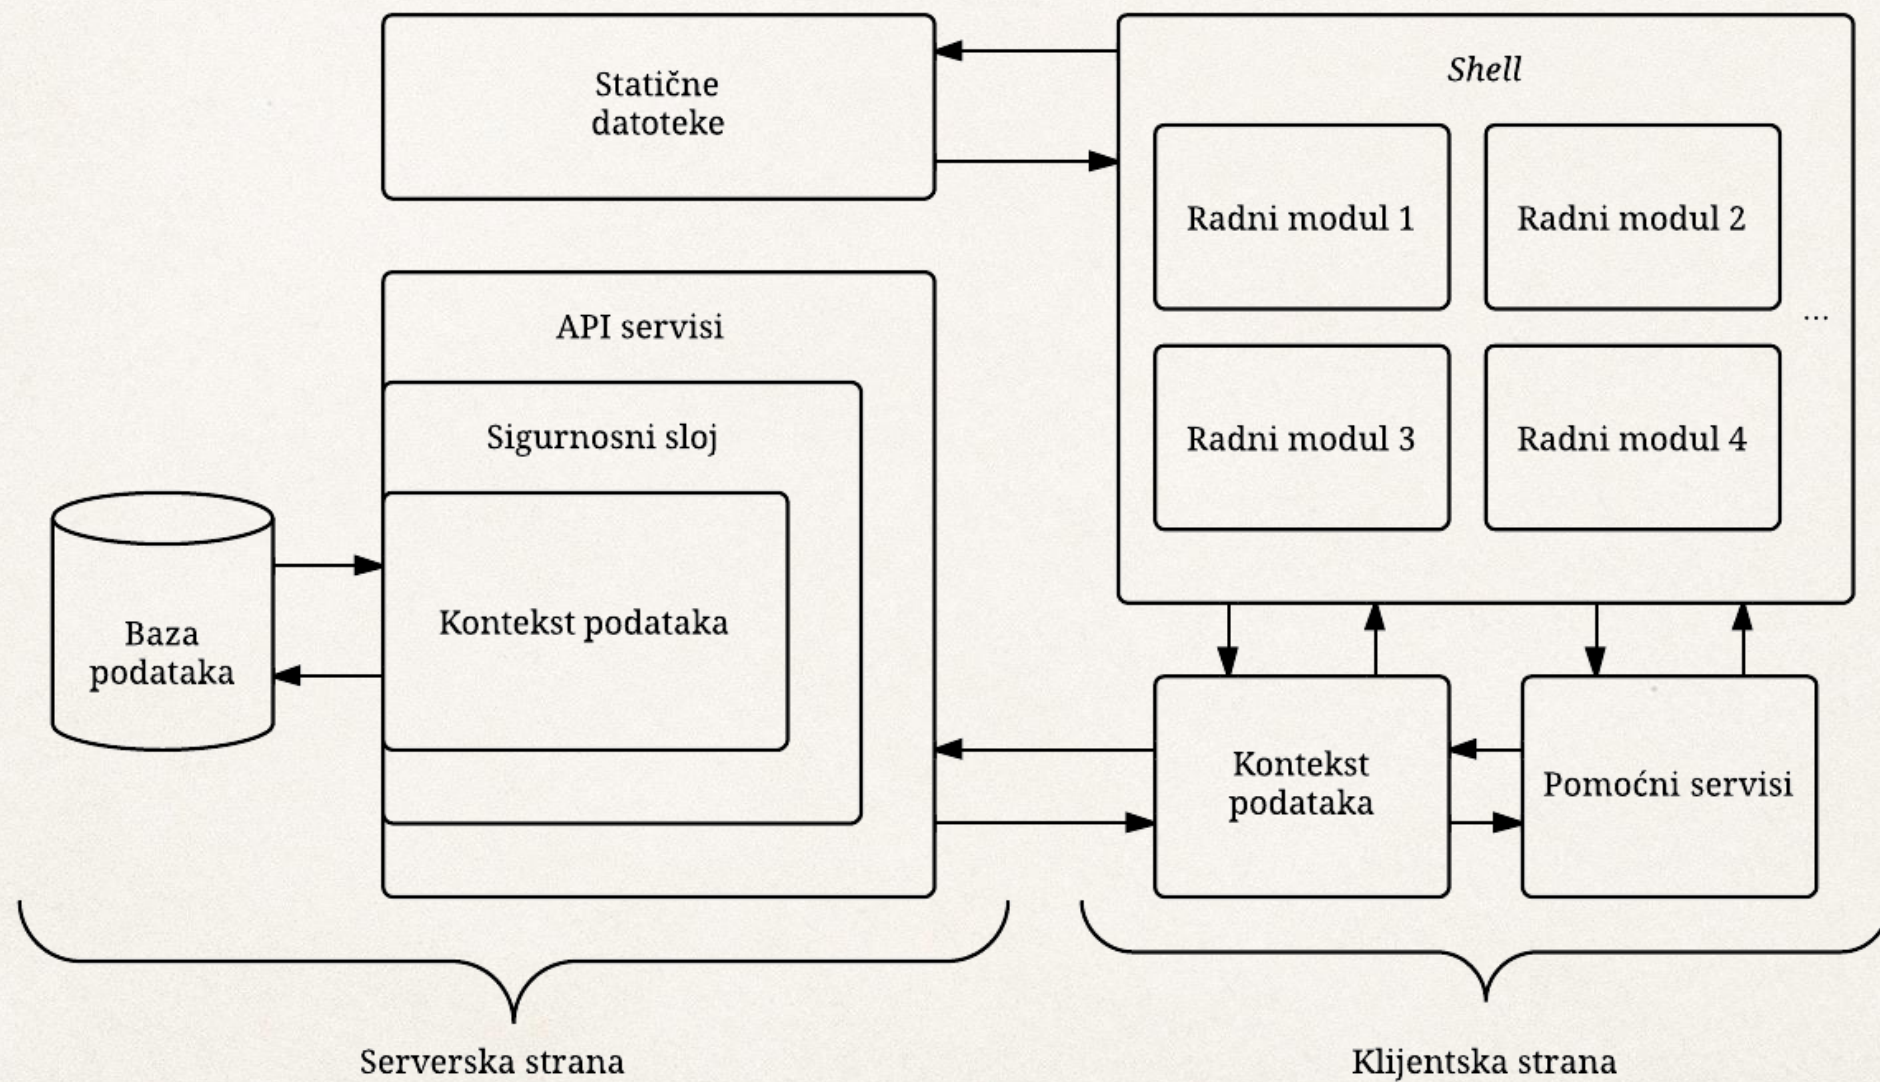 Statične
datoteke
Shell
Radni modul 1
Radni modul 2
...
Radni modul 3
Radni modul 4
API servisi
Sigurnosni sloj
Kontekst podataka
Baza
podataka
Kontekst
podataka
Pomoćni servisi
Serverska strana
Klijentska strana